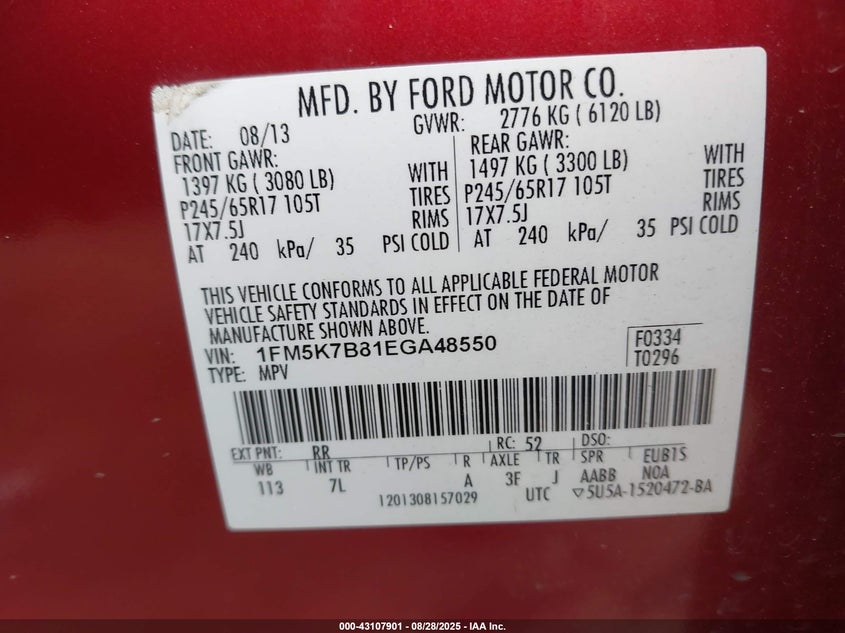 MFD. BY FORD MOTOR CO.
DATE: 08/13 GVWR: 2776 KG ( 6120 LB)
FRONT GAWR: REAR GAWR:
1397 KG ( 3080 LB) WITH 1497 KG ( 3300 LB) WITH
P245/65R17 105T TIRES P245/65R17 105T TIRES
17X7.5J RIMS 17X7.5J RIMS
AT 240 kPa/ 35 PSI COLD AT 240 kPa/ 35 PSI COLD
THIS VEHICLE CONFORMS TO ALL APPLICABLE FEDERAL MOTOR
VEHICLE SAFETY STANDARDS IN EFFECT ON THE DATE OF
MANUFACTURE SHOWN ABOVE.
VIN: 1FM5K7B81EGA48550 F0334
TYPE: MPV T0296
EXT PNT: RR RC: 52 DSO:
WB INT TR TP/PS R AXLE TR SPR EUB1S
113 7L A 3F J AABB NOA
1201308157029 UTC ▽5U5A-1520472-BA
000-43107901 - 08/28/2025 - IAA Inc.